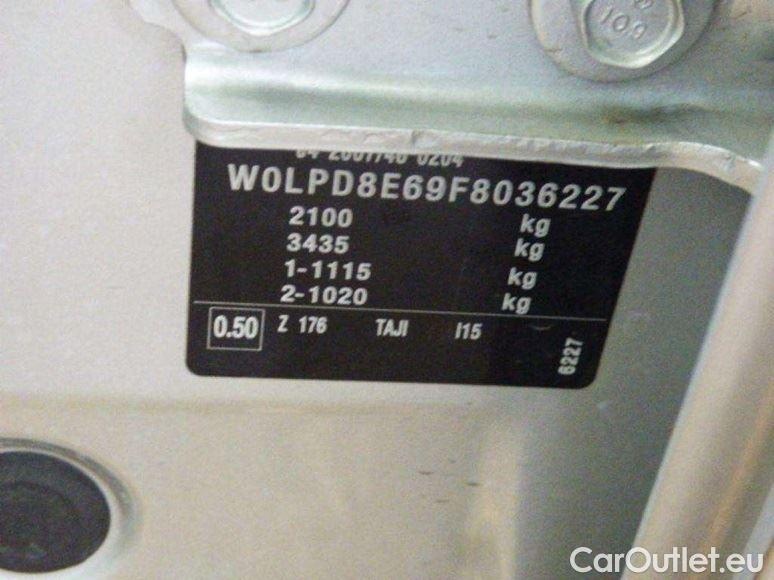 109
W0LPD8E69F8036227
2100 kg
3435 kg
1-1115 kg
2-1020 kg
0.50 Z 176 TAJI I15
6227
CarOutlet.eu